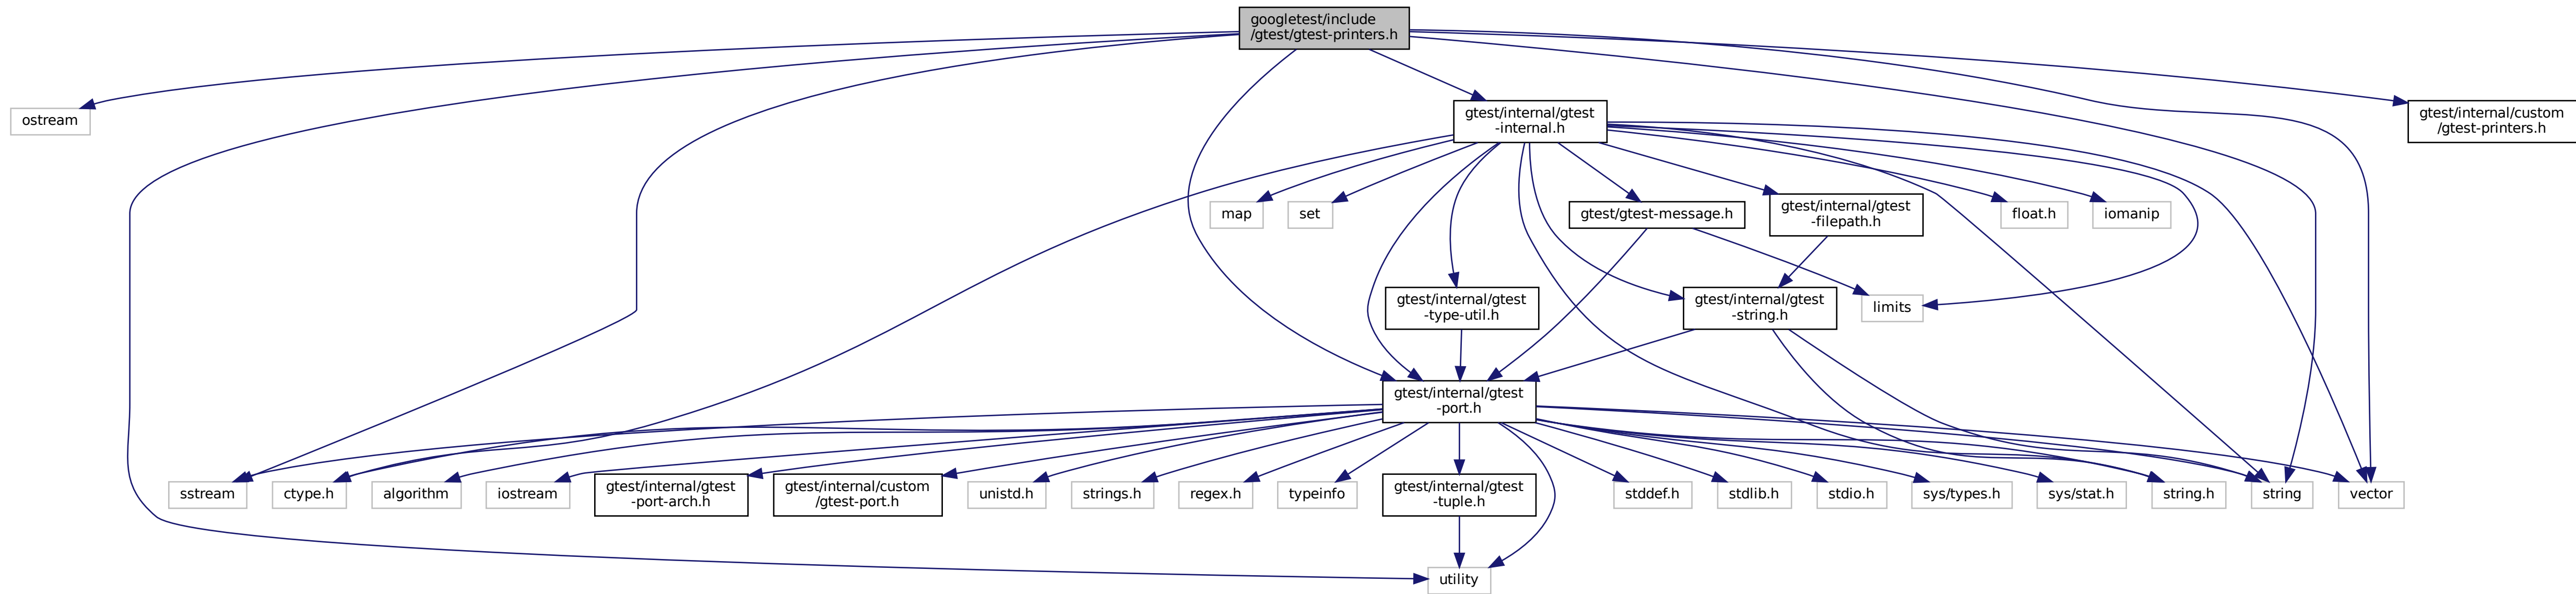 googletest/include
/gtest/gtest-printers.h
ostream
gtest/internal/gtest
-internal.h
gtest/internal/custom
/gtest-printers.h
map
set
gtest/gtest-message.h
gtest/internal/gtest
-filepath.h
float.h
iomanip
gtest/internal/gtest
-type-util.h
gtest/internal/gtest
-string.h
limits
gtest/internal/gtest
-port.h
sstream
ctype.h
algorithm
iostream
gtest/internal/gtest
-port-arch.h
gtest/internal/custom
/gtest-port.h
unistd.h
strings.h
regex.h
typeinfo
gtest/internal/gtest
-tuple.h
stddef.h
stdlib.h
stdio.h
sys/types.h
sys/stat.h
string.h
string
vector
utility